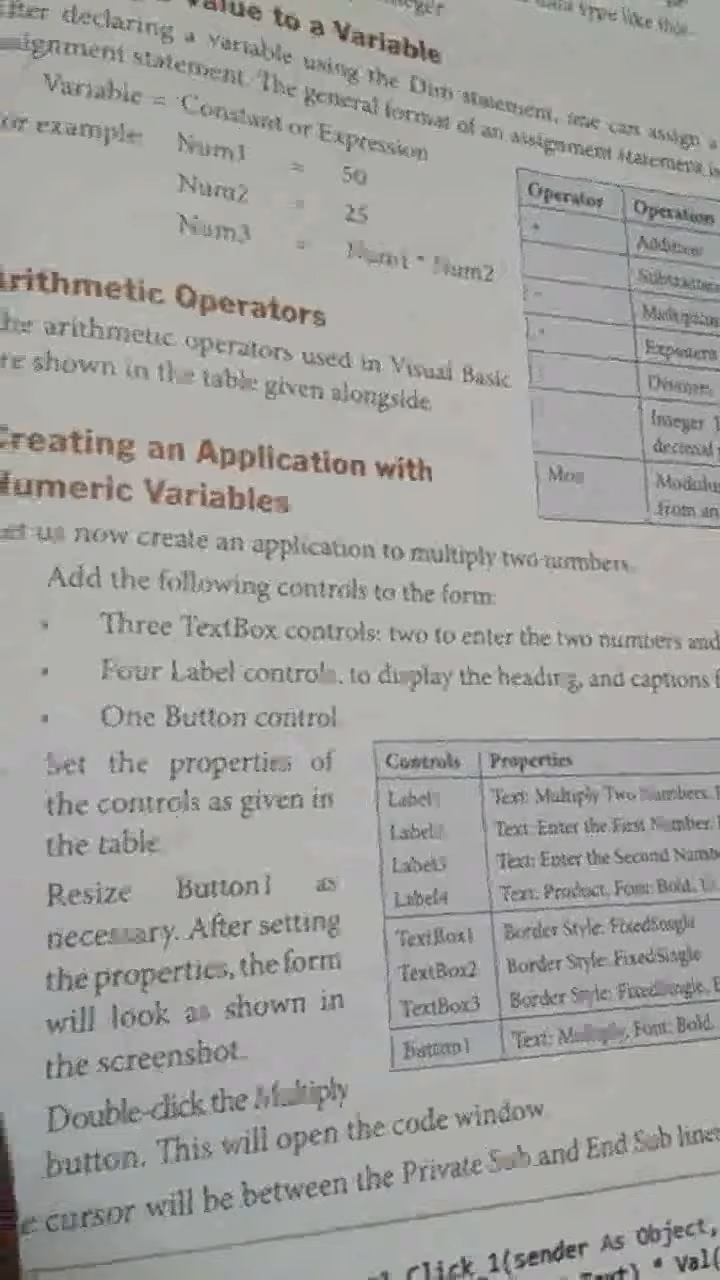 Value to a Variable
After declaring a variable using the Dim statement, one can assign a
assignment statement. The general format of an assignment statement is
Variable = Constant or Expression
For example:
Num1 = 50
Num2 = 25
Num3 = Num1 * Num2
Operator Operation
+ Addition
Subtraction
Exponen
Integer
decimal
Mod Modulus
from an
Arithmetic Operators
The arithmetic operators used in Visual Basic
are shown in the table given alongside.
Creating an Application with
Numeric Variables
Let us now create an application to multiply two numbers.
Add the following controls to the form:
• Three TextBox controls: two to enter the two numbers and
• Four Label controls, to display the heading, and captions f
• One Button control
Set the properties of
the controls as given in
the table.
Resize Button1 as
necessary. After setting
the properties, the form
will look as shown in
the screenshot.
Controls Properties
Label1 Text: Multiply Two Numbers,
Label2 Text: Enter the First Number,
Label3 Text: Enter the Second Numb
Label4 Text: Product, Font: Bold,
TextBox1 Border Style: FixedSingle
TextBox2 Border Style: FixedSingle
TextBox3 Border Style: FixedSingle,
Button1 Text: Multiply, Font: Bold,
Double-click the Multiply
button. This will open the code window.
cursor will be between the Private Sub and End Sub lines
Click_1(sender As Object,
Text) * Val(